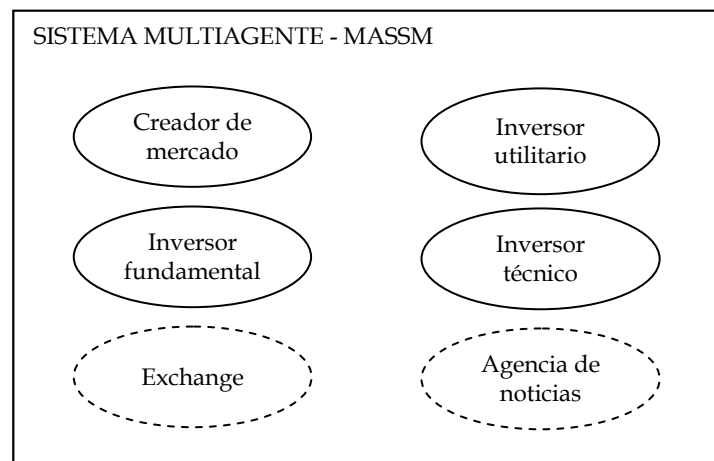 SISTEMA MULTIAGENTE - MASSM
Creador de
mercado
Inversor
utilitario
Inversor
fundamental
Inversor
técnico
Exchange
Agencia de
noticias